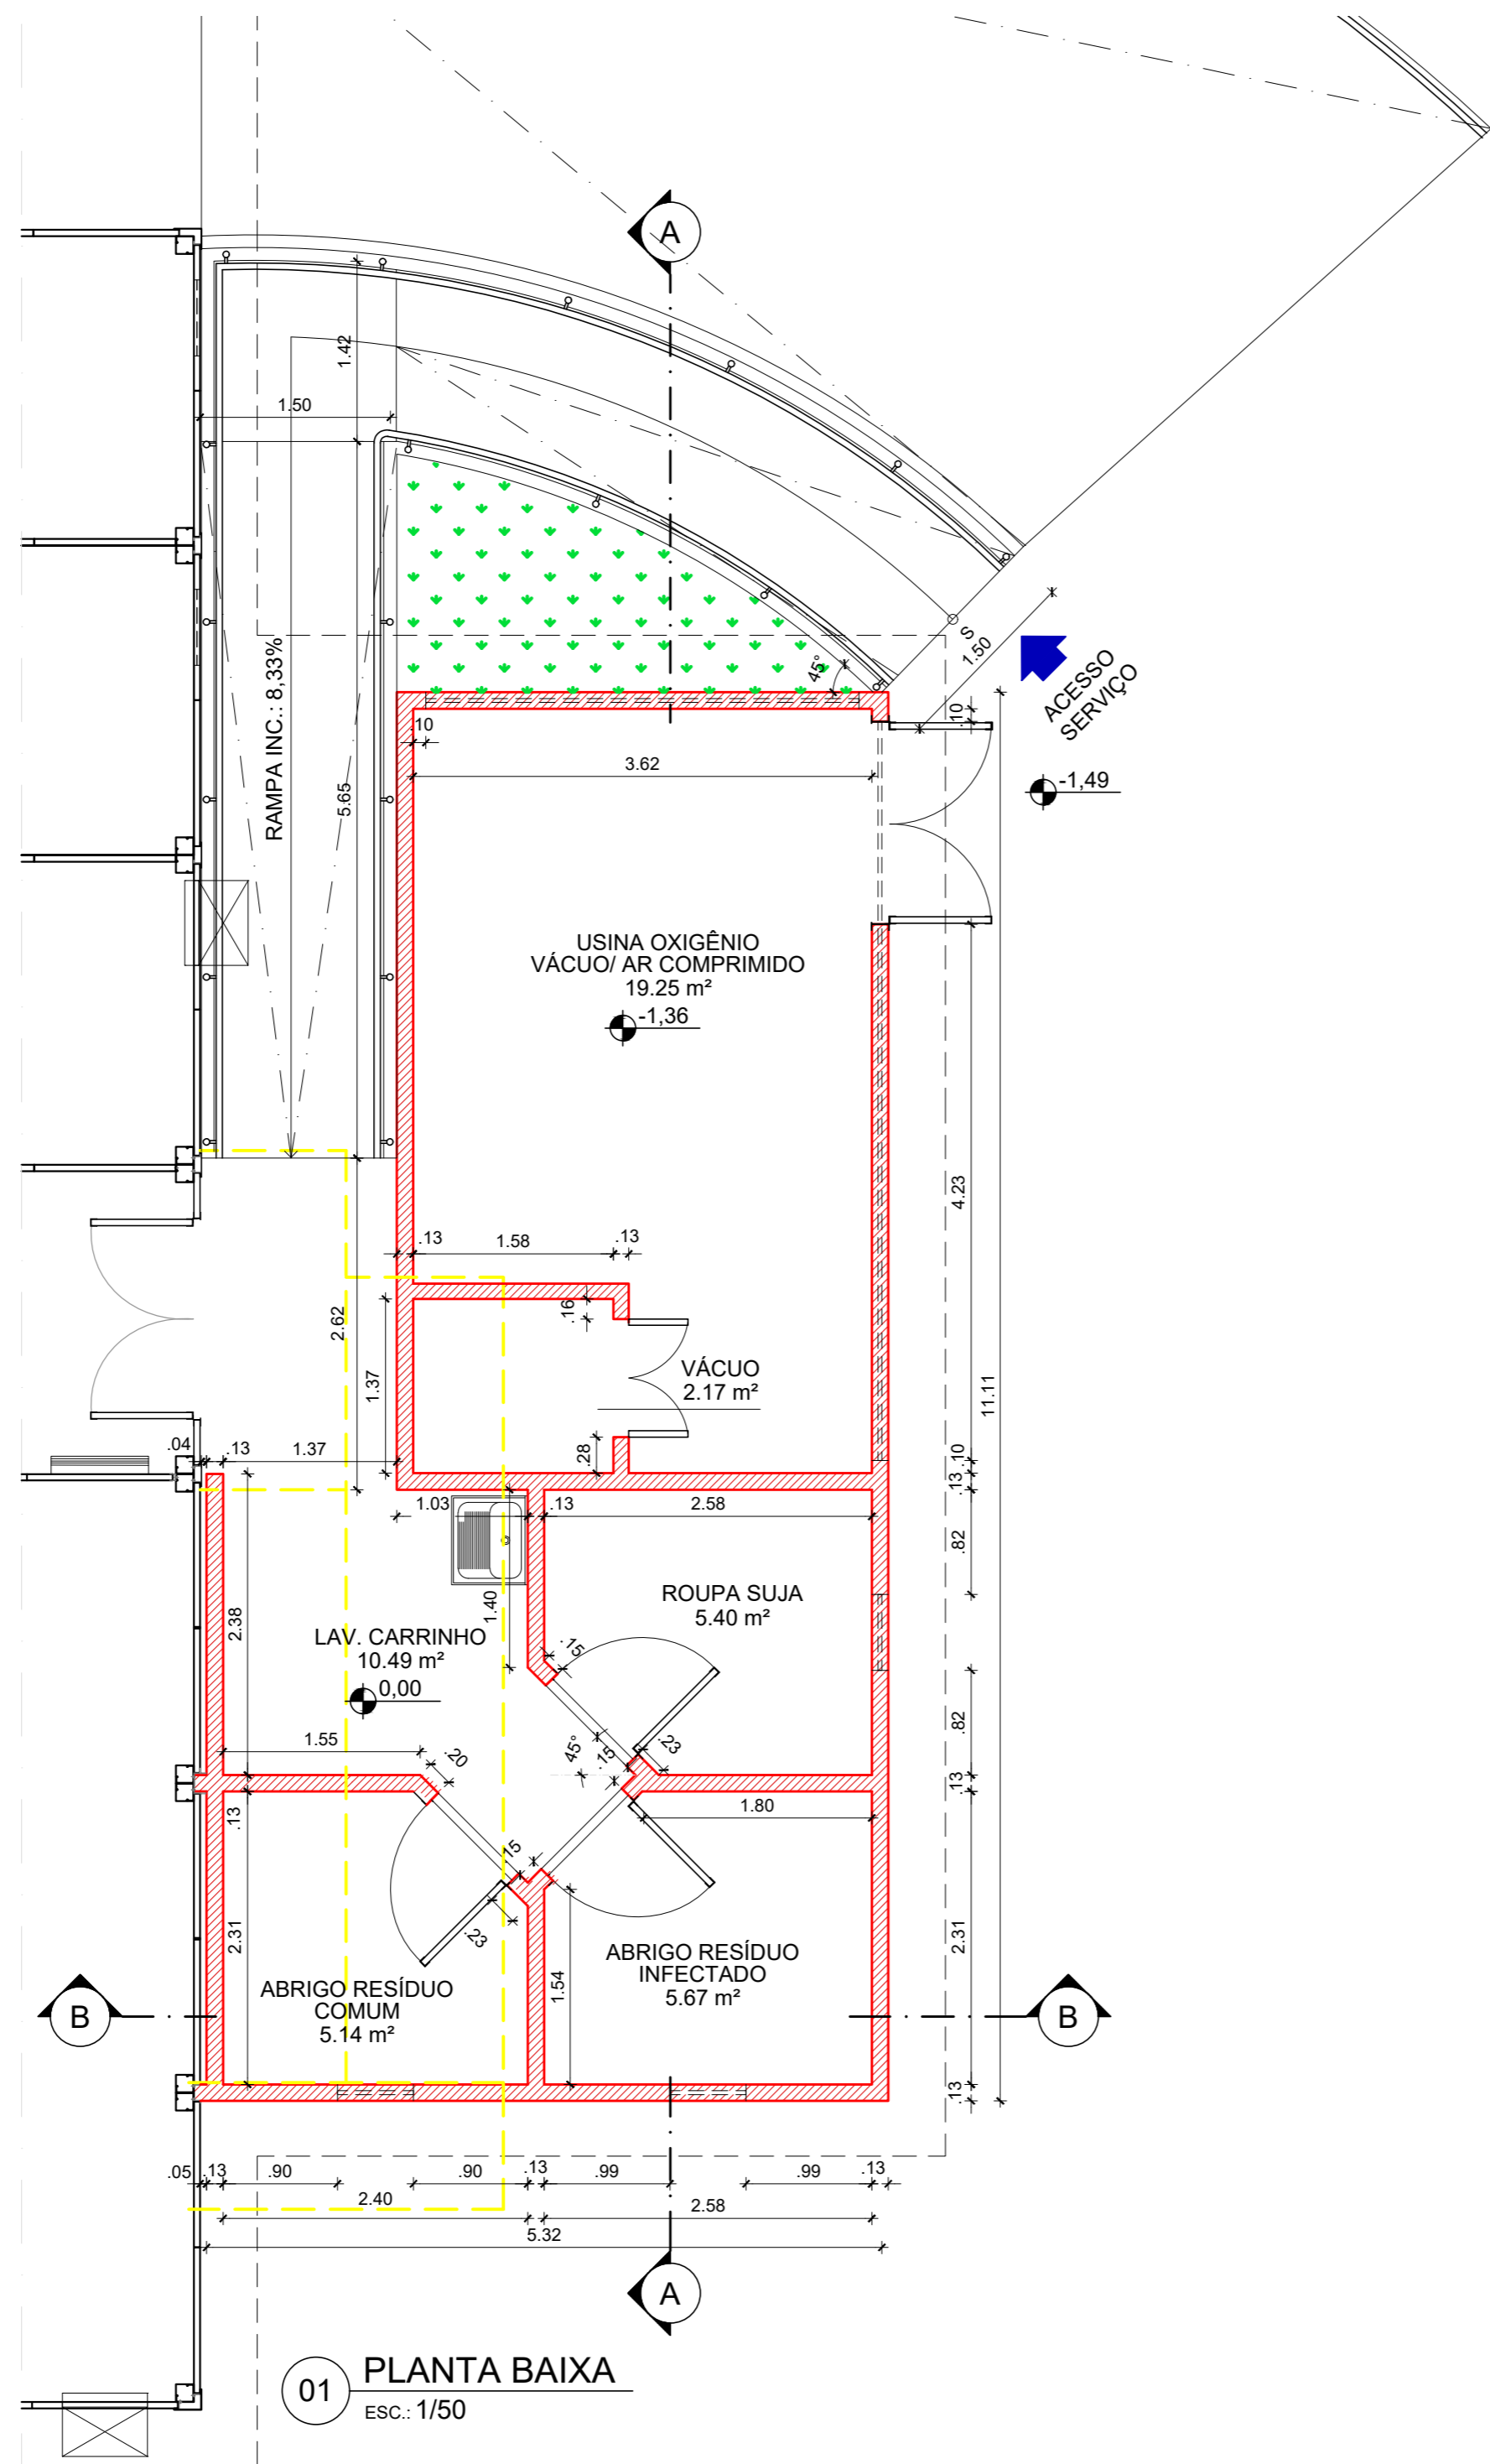 A
1.42
1.50
RAMPA INC.: 8,33%
5.65
45°
S
1.50
ACESSO
SERVIÇO
.10
-1,49
.10
3.62
USINA OXIGÊNIO
VÁCUO/ AR COMPRIMIDO
19.25 m²
-1,36
4.23
11.11
.13
1.58
.13
.16
2.62
1.37
VÁCUO
2.17 m²
.28
.04
.13
1.37
.10
.13
1.03
.13
2.58
.82
1.40
ROUPA SUJA
5.40 m²
2.38
LAV. CARRINHO
10.49 m²
0,00
.15
1.55
.20
45°
.15
.23
.82
.13
.13
1.80
.15
.23
2.31
2.31
1.54
ABRIGO RESÍDUO
INFECTADO
5.67 m²
ABRIGO RESÍDUO
COMUM
5.14 m²
B
B
.13
.05
.13
.90
.90
.13
.99
.99
.13
2.40
2.58
5.32
A
01
PLANTA BAIXA
ESC.: 1/50